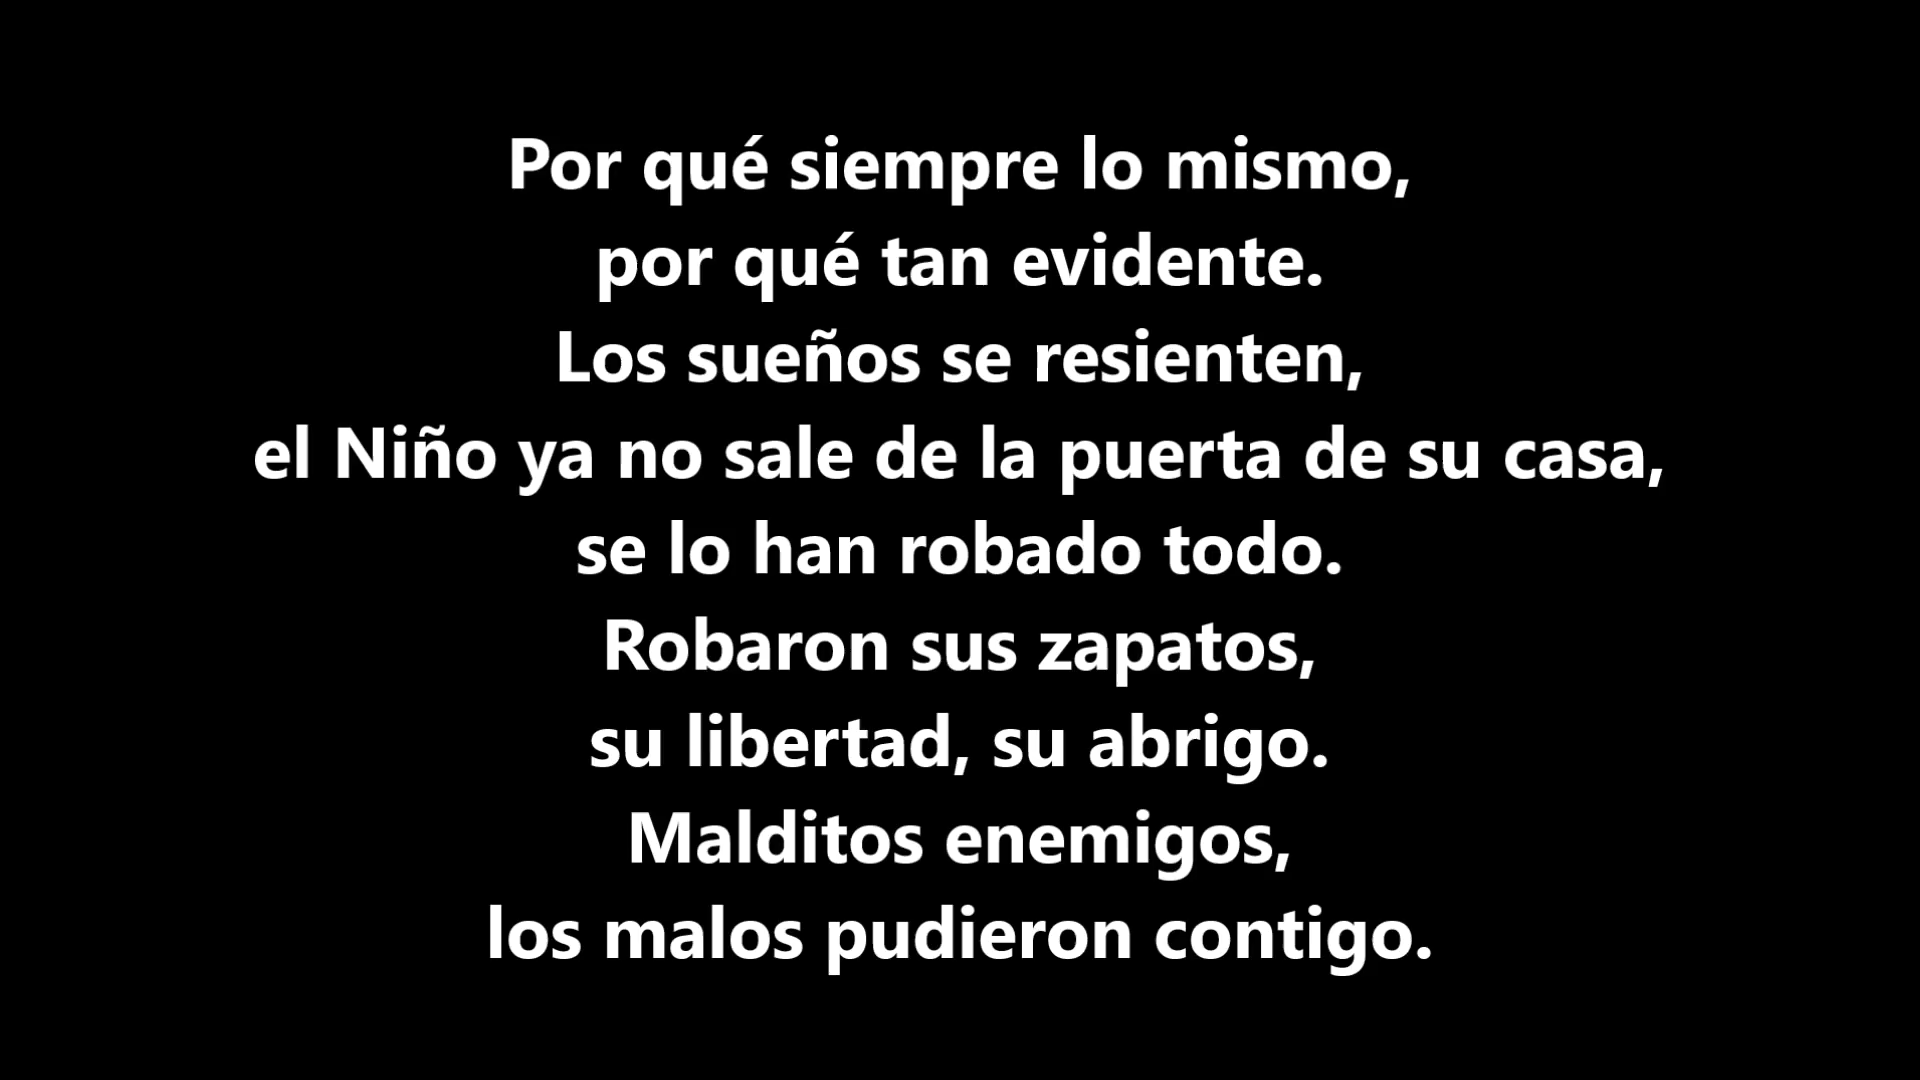 Por qué siempre lo mismo,
por qué tan evidente.
Los sueños se resienten,
el Niño ya no sale de la puerta de su casa,
se lo han robado todo.
Robaron sus zapatos,
su libertad, su abrigo.
Malditos enemigos,
los malos pudieron contigo.